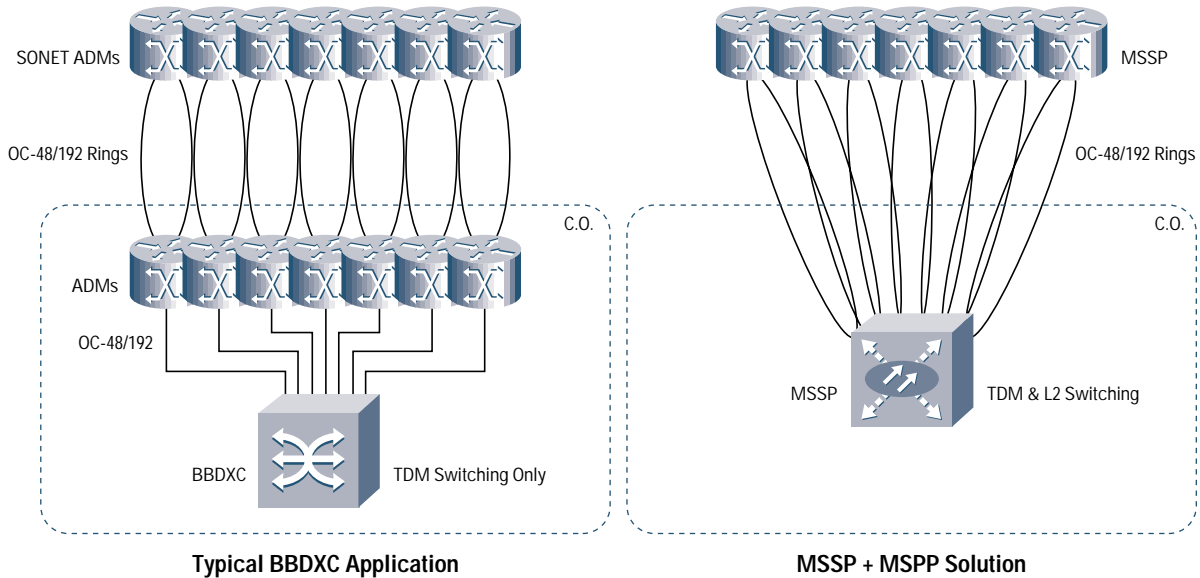 SONET ADMs
OC-48/192 Rings
C.O.
ADMs
OC-48/192
BBDXC
TDM Switching Only
Typical BBDXC Application
MSSP
OC-48/192 Rings
C.O.
MSSP
TDM & L2 Switching
MSSP + MSPP Solution